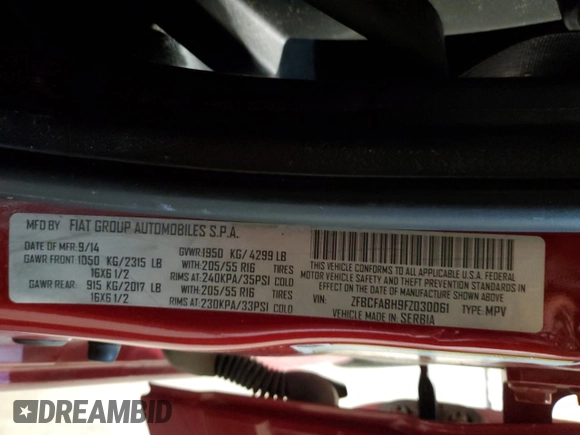 MFD BY FIAT GROUP AUTOMOBILES S.P.A.
DATE OF MFR: 9/14 GVWR: 1950 KG/ 4299 LB
GAWR FRONT: 1050 KG/2315 LB WITH: 205/55 R16 TIRES
16X6 1/2 RIMS AT: 240KPA/35PSI COLD
GAWR REAR: 915 KG/2017 LB WITH: 205/55 R16 TIRES
16X6 1/2 RIMS AT: 230KPA/33PSI COLD
THIS VEHICLE CONFORMS TO ALL APPLICABLE U.S.A. FEDERAL
MOTOR VEHICLE SAFETY AND THEFT PREVENTION STANDARDS
IN EFFECT ON THE DATE OF MANUFACTURE SHOWN ABOVE.
VIN: ZFBCFABH9FZ030061 TYPE: MPV
VEHICLE MADE IN: SERBIA
DREAMBID